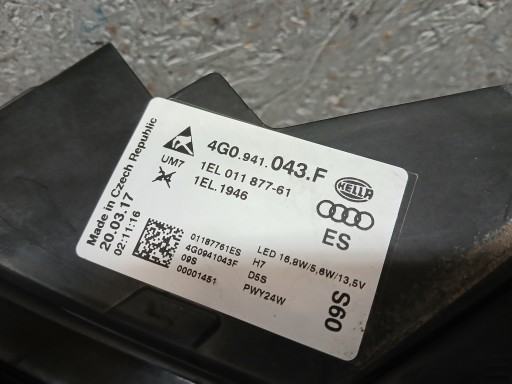 Made in Czech Republic
20.03.17
02:11:16
UM7
4G0.941.043.F
1EL 011 877-61
1EL.1946
HELLA
ES
01187761ES
4G0941043F
09S
00001451
LED 16,8W/5,6W/13,5V
H7
D5S
PWY24W
09S